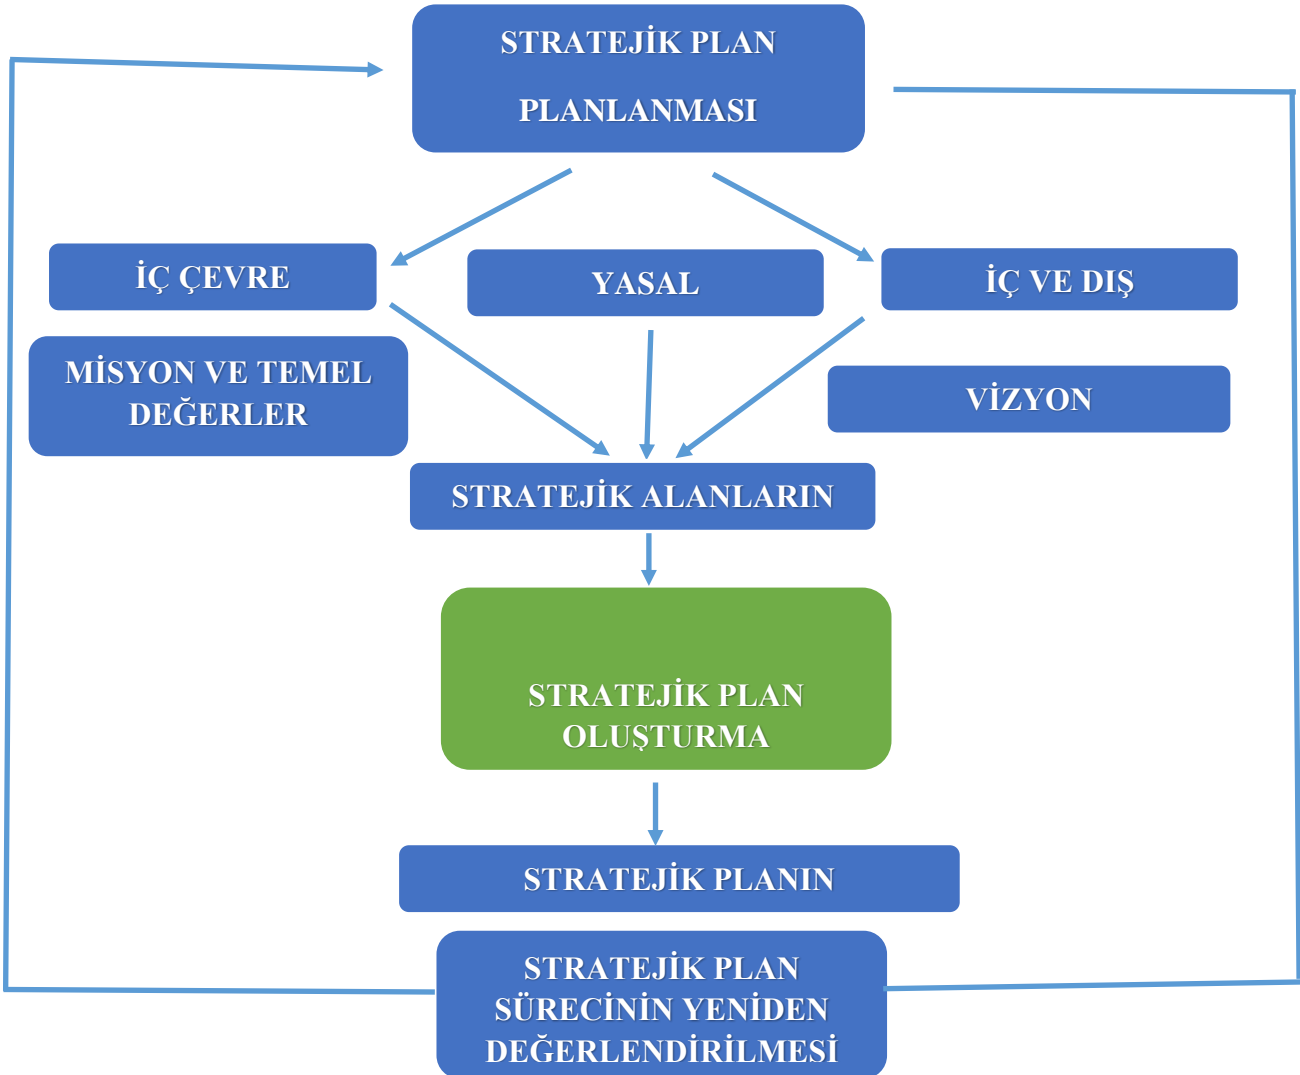 STRATEJİK PLAN
PLANLANMASI
İÇ ÇEVRE
YASAL
İÇ VE DIŞ
MİSYON VE TEMEL
DEĞERLER
VİZYON
STRATEJİK ALANLARIN
STRATEJİK PLAN
OLUŞTURMA
STRATEJİK PLANIN
STRATEJİK PLAN
SÜRECİNİN YENİDEN
DEĞERLENDİRİLMESİ